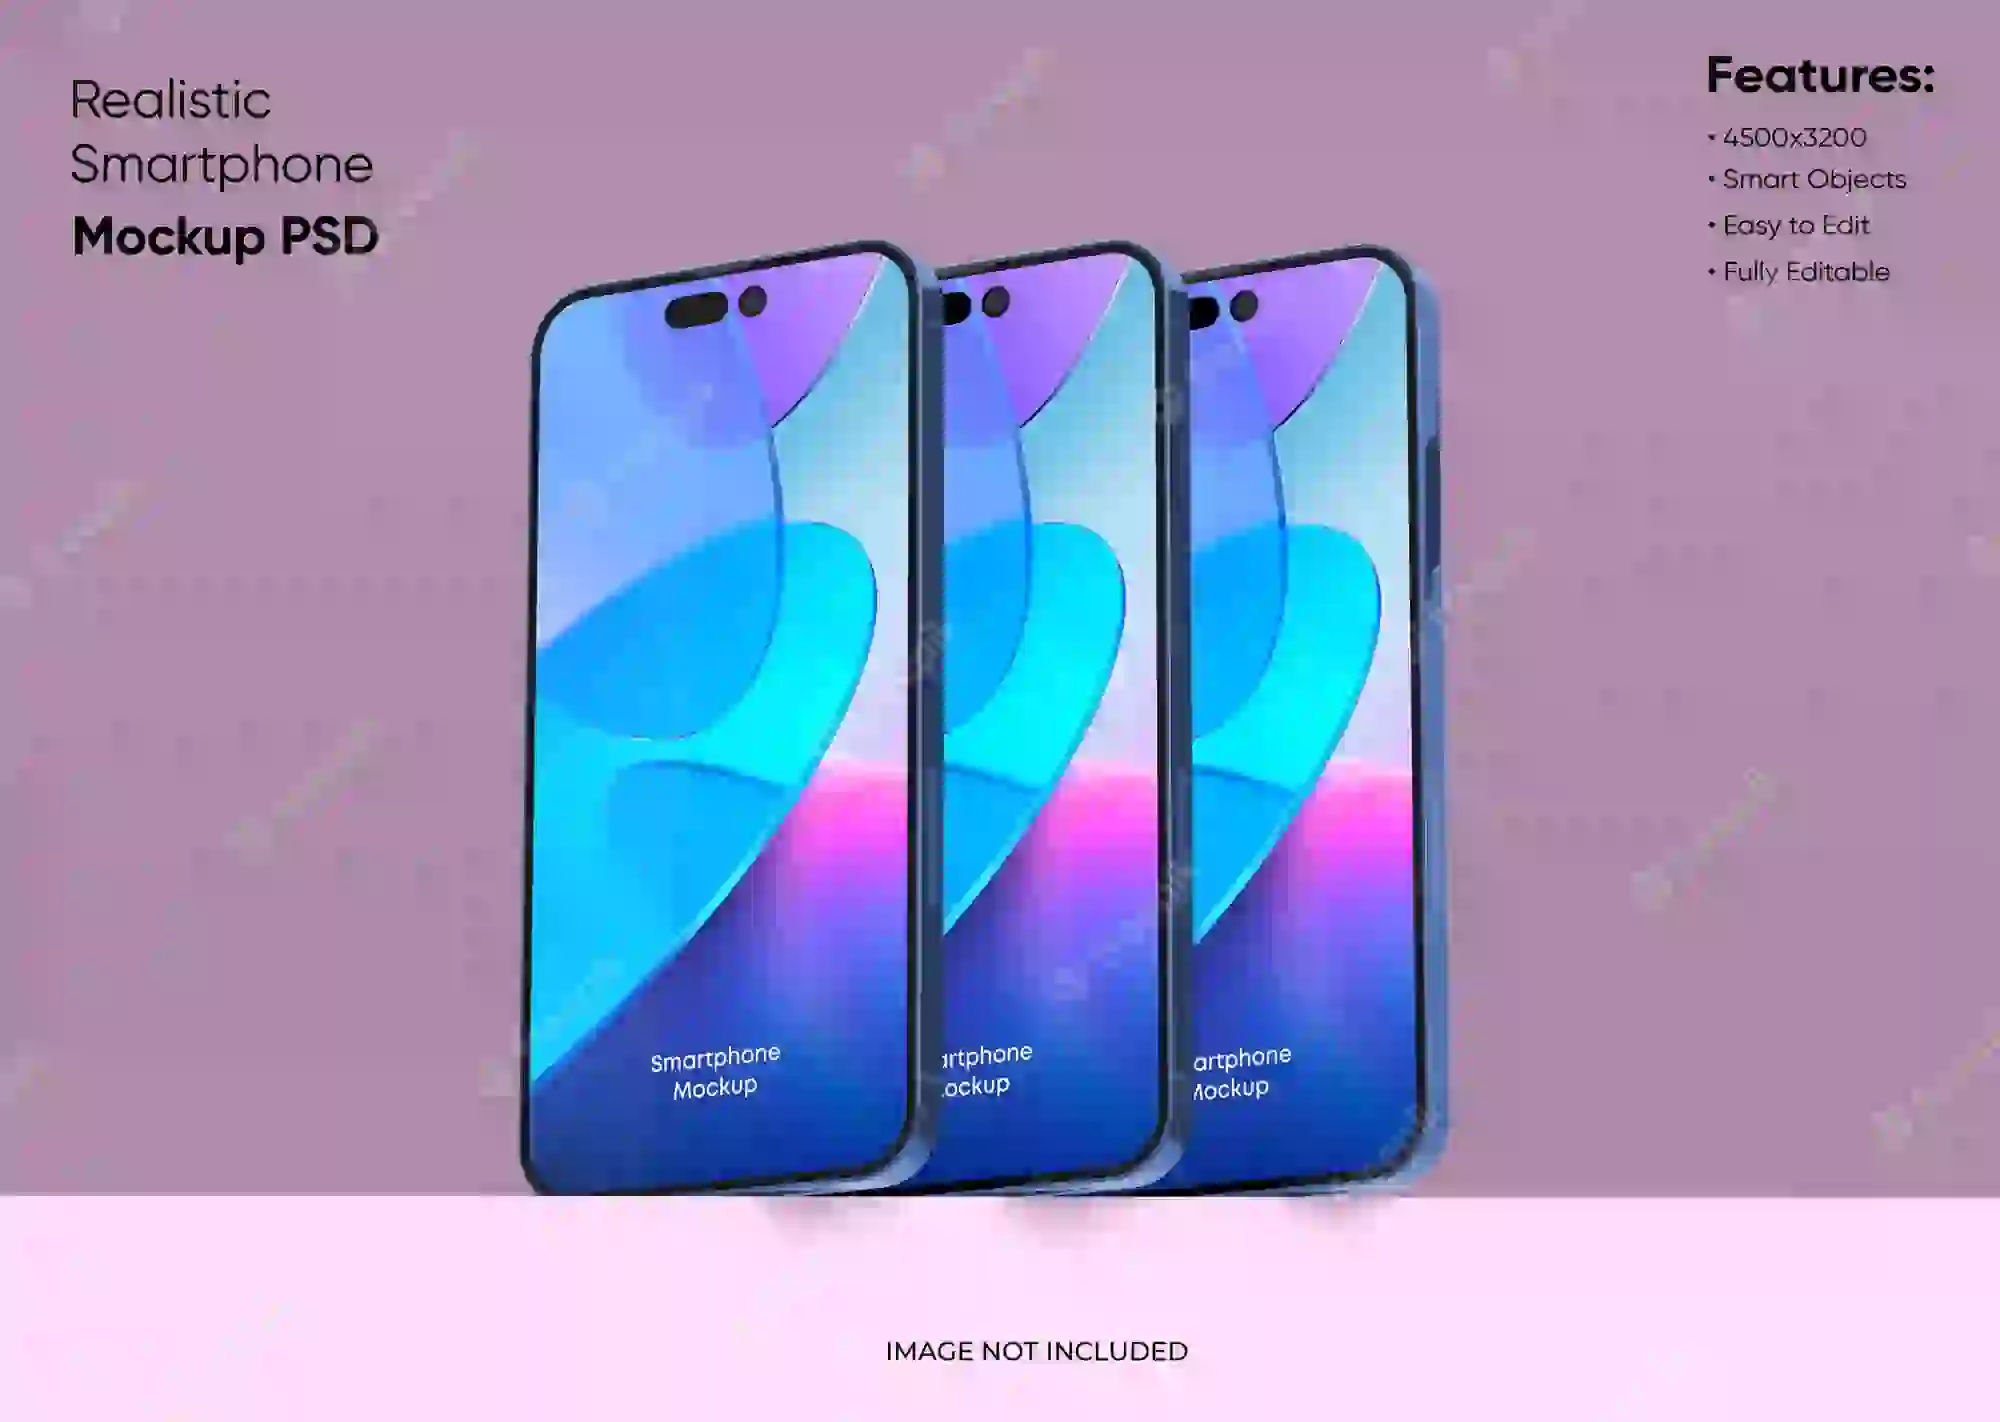 Realistic
Smartphone
Mockup PSD
Features:
• 4500x3200
• Smart Objects
• Easy to Edit
• Fully Editable
Smartphone
Mockup
artphone
ockup
artphone
Mockup
IMAGE NOT INCLUDED